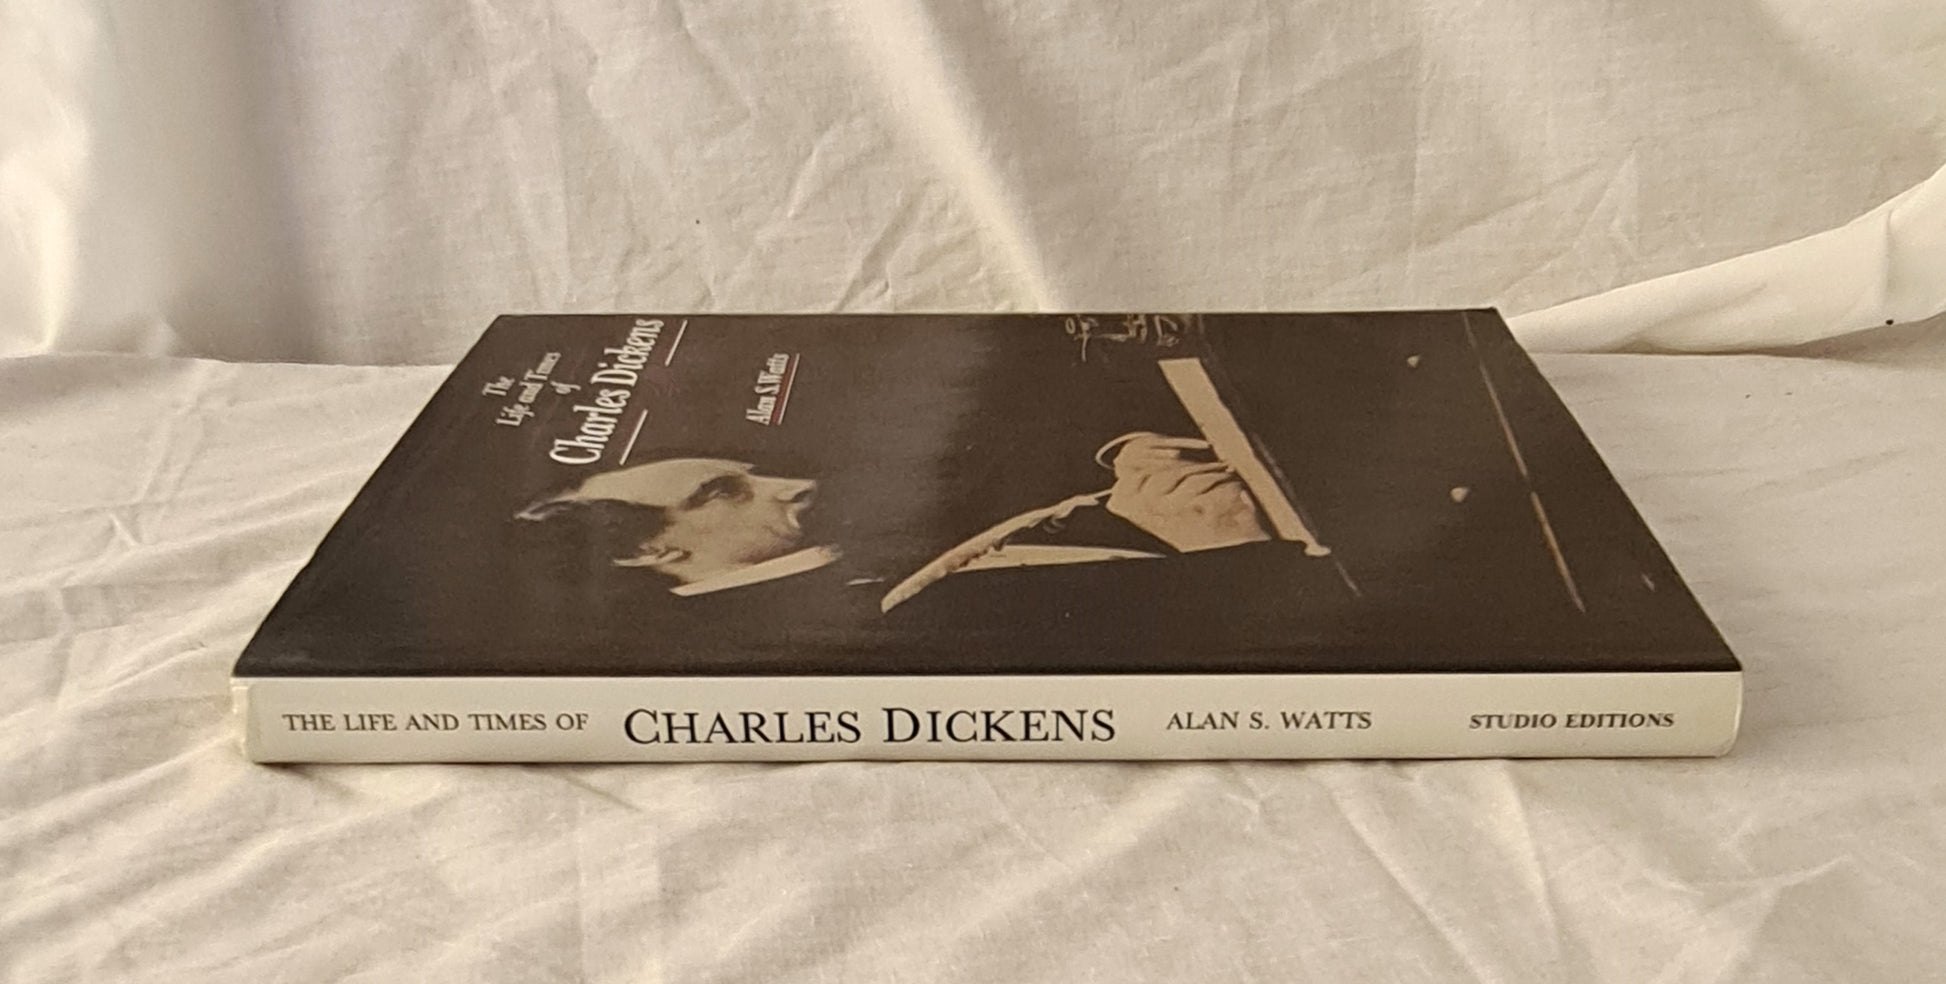 The
Life and Times
of
Charles Dickens
Alan S. Watts
THE LIFE AND TIMES OF CHARLES DICKENS ALAN S. WATTS STUDIO EDITIONS